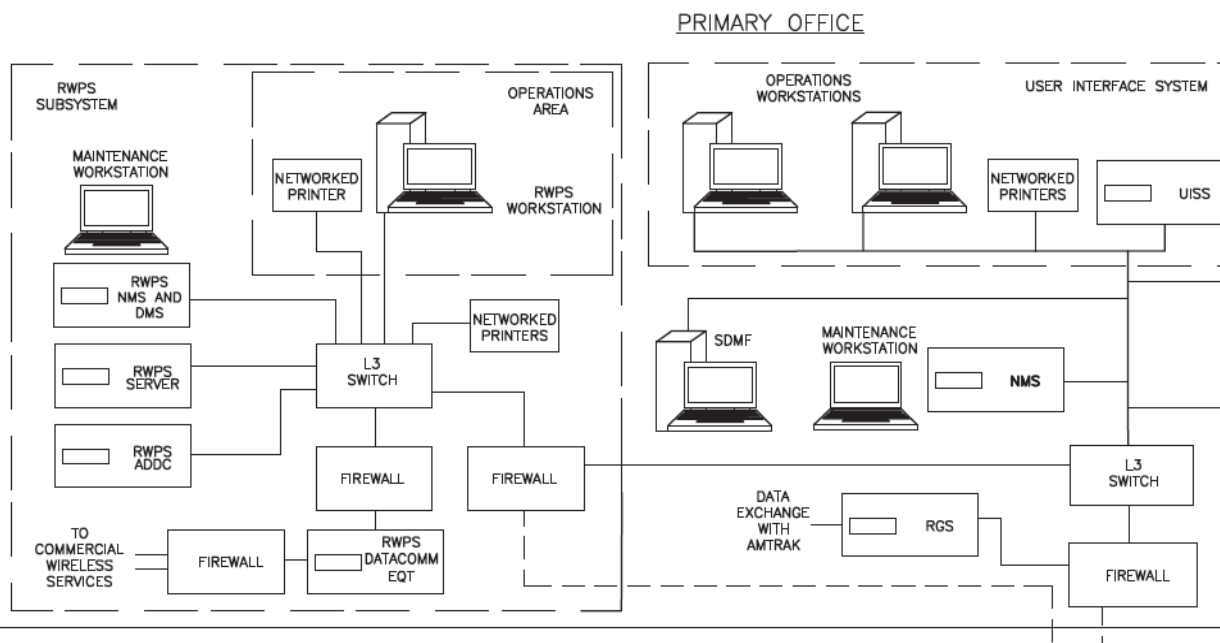 PRIMARY OFFICE
RWPS
SUBSYSTEM
OPERATIONS
AREA
MAINTENANCE
WORKSTATION
NETWORKED
PRINTER
RWPS
WORKSTATION
RWPS
NMS AND
DMS
NETWORKED
PRINTERS
RWPS
SERVER
L3
SWITCH
RWPS
ADDC
FIREWALL
FIREWALL
TO
COMMERCIAL
WIRELESS
SERVICES
FIREWALL
RWPS
DATACOMM
EQT
OPERATIONS
WORKSTATIONS
USER INTERFACE SYSTEM
NETWORKED
PRINTERS
UISS
SDMF
MAINTENANCE
WORKSTATION
NMS
L3
SWITCH
DATA
EXCHANGE
WITH
AMTRAK
RGS
FIREWALL